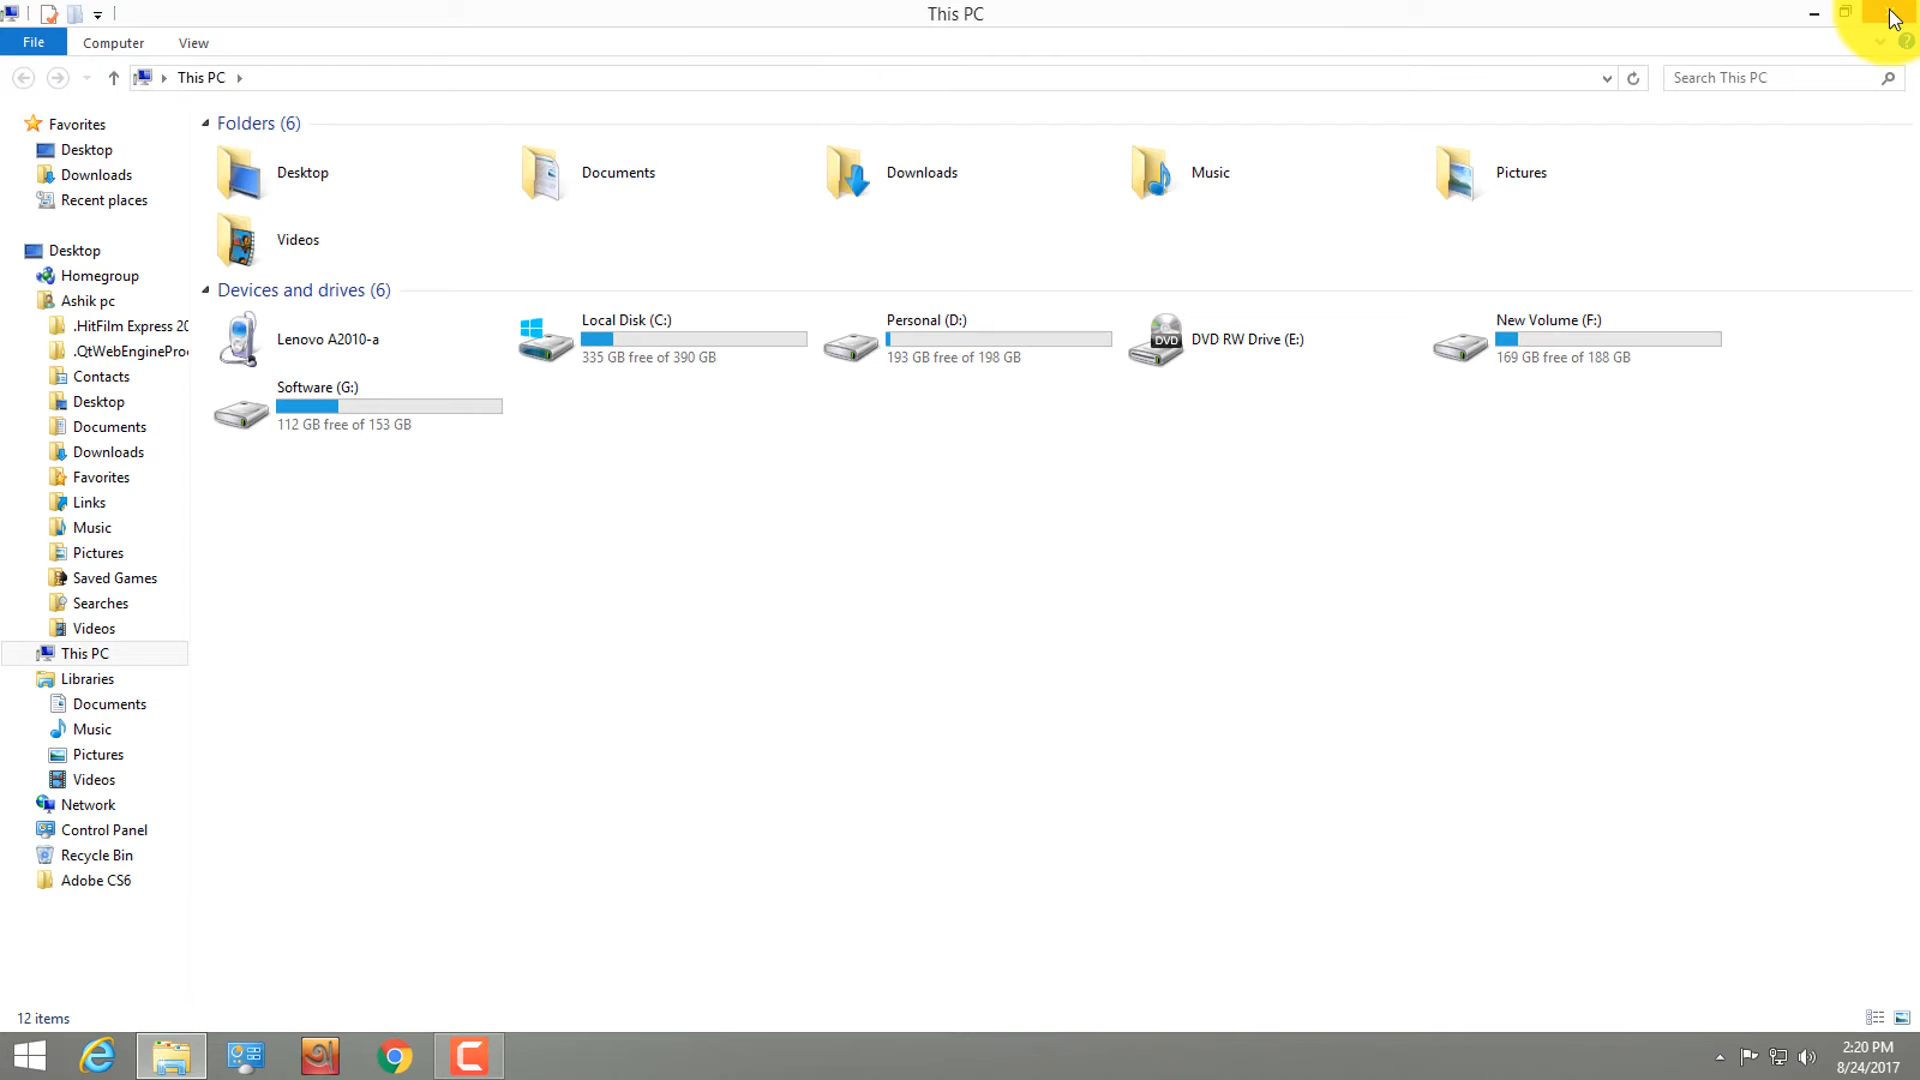 This PC
File
Computer
View
This PC
Search This PC
Favorites
Desktop
Downloads
Recent places
Desktop
Homegroup
Ashik pc
.HitFilm Express 20
.QtWebEngineProc
Contacts
Desktop
Documents
Downloads
Favorites
Links
Music
Pictures
Saved Games
Searches
Videos
This PC
Libraries
Documents
Music
Pictures
Videos
Network
Control Panel
Recycle Bin
Adobe CS6
Folders (6)
Desktop
Documents
Downloads
Music
Pictures
Videos
Devices and drives (6)
Lenovo A2010-a
Local Disk (C:)
335 GB free of 390 GB
Personal (D:)
193 GB free of 198 GB
DVD
DVD RW Drive (E:)
New Volume (F:)
169 GB free of 188 GB
Software (G:)
112 GB free of 153 GB
12 items
2:20 PM
8/24/2017